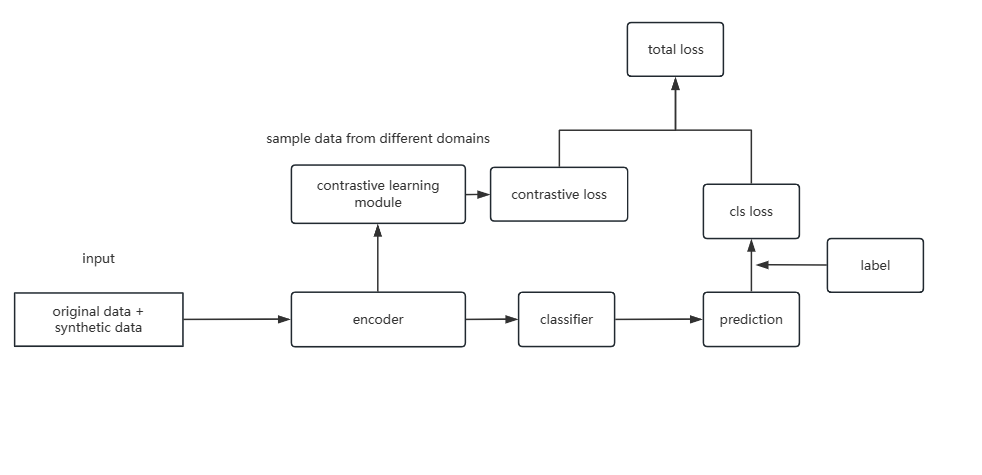 total loss
sample data from different domains
contrastive learning
module
contrastive loss
cls loss
input
label
original data +
synthetic data
encoder
classifier
prediction